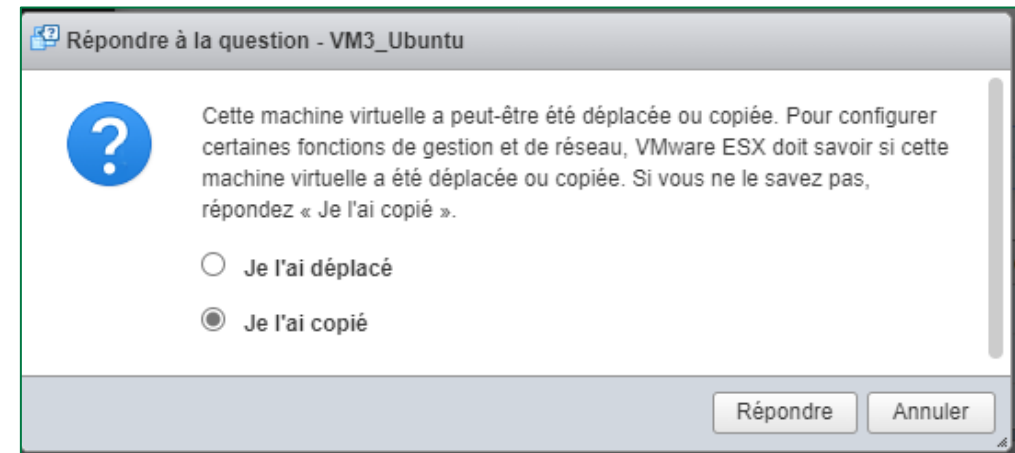 Répondre à la question - VM3_Ubuntu
Cette machine virtuelle a peut-être été déplacée ou copiée. Pour configurer
certaines fonctions de gestion et de réseau, VMware ESX doit savoir si cette
machine virtuelle a été déplacée ou copiée. Si vous ne le savez pas,
répondez « Je l'ai copié ».
Je l'ai déplacé
Je l'ai copié
Répondre Annuler